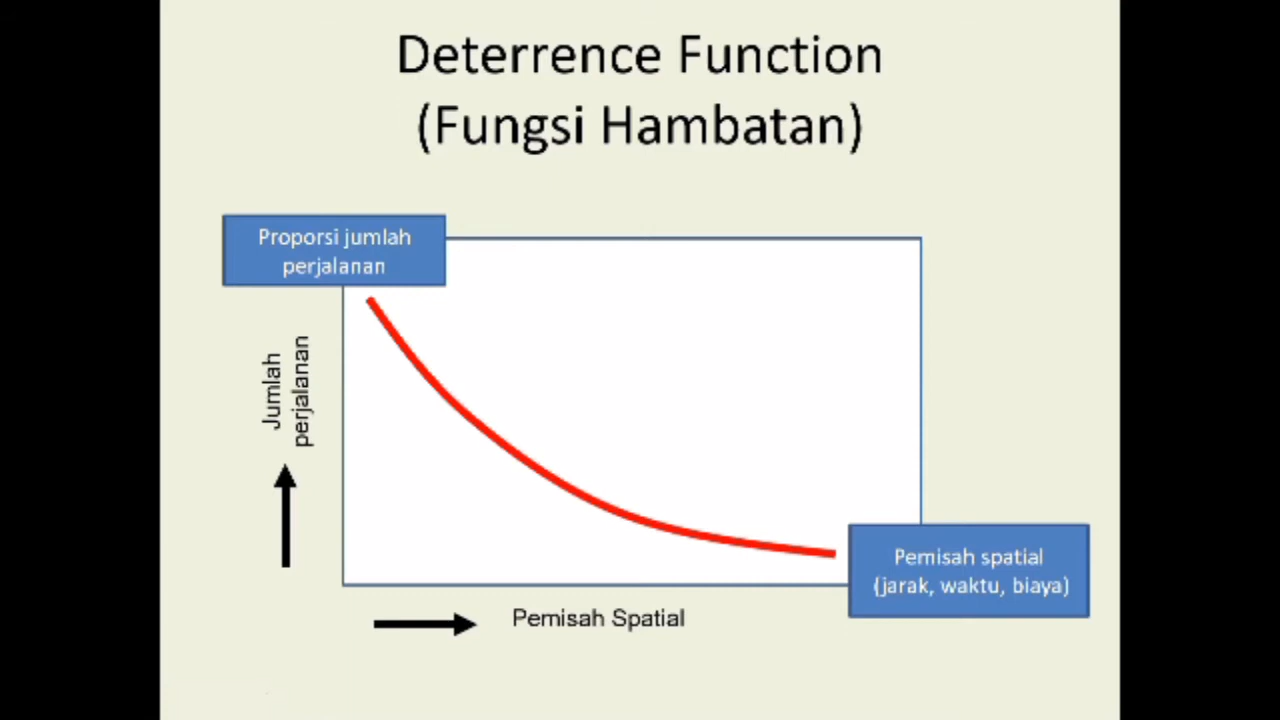 Deterrence Function
(Fungsi Hambatan)
Proporsi jumlah
perjalanan
Jumlah
perjalanan
Pemisah spatial
(jarak, waktu, biaya)
Pemisah Spatial